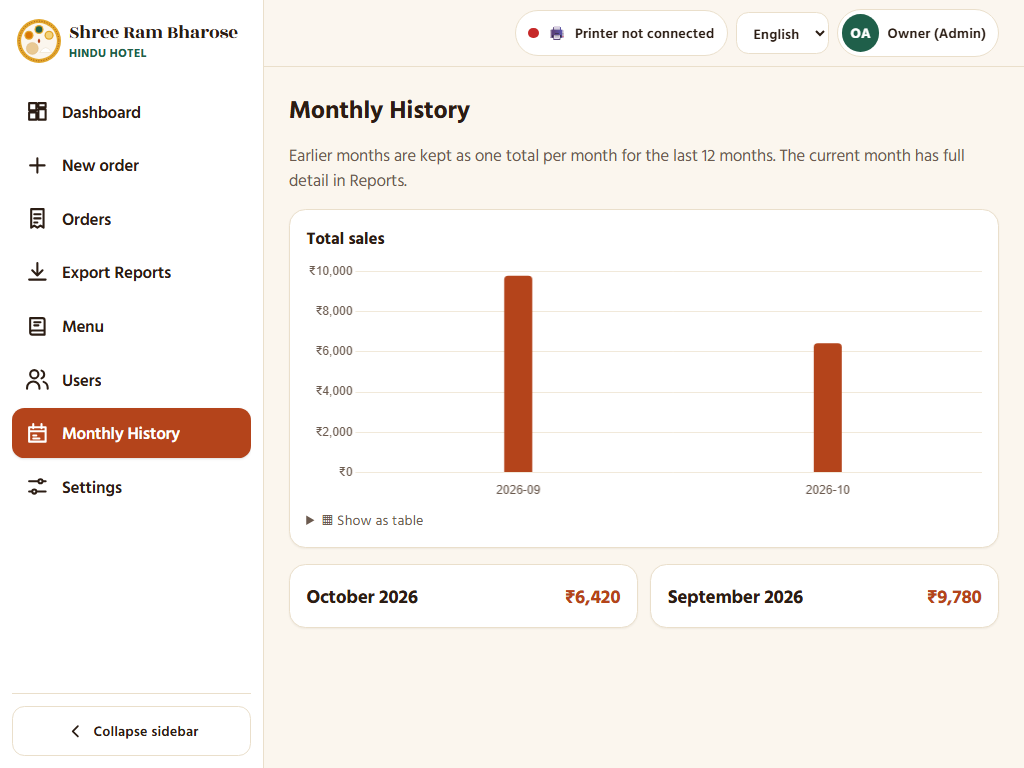 Shree Ram Bharose
HINDU HOTEL
Printer not connected
English
OA
Owner (Admin)
Dashboard
New order
Orders
Export Reports
Menu
Users
Monthly History
Settings
Collapse sidebar
Monthly History
Earlier months are kept as one total per month for the last 12 months. The current month has full
detail in Reports.
Total sales
₹10,000
₹8,000
₹6,000
₹4,000
₹2,000
₹0
2026-09
2026-10
Show as table
October 2026
₹6,420
September 2026
₹9,780